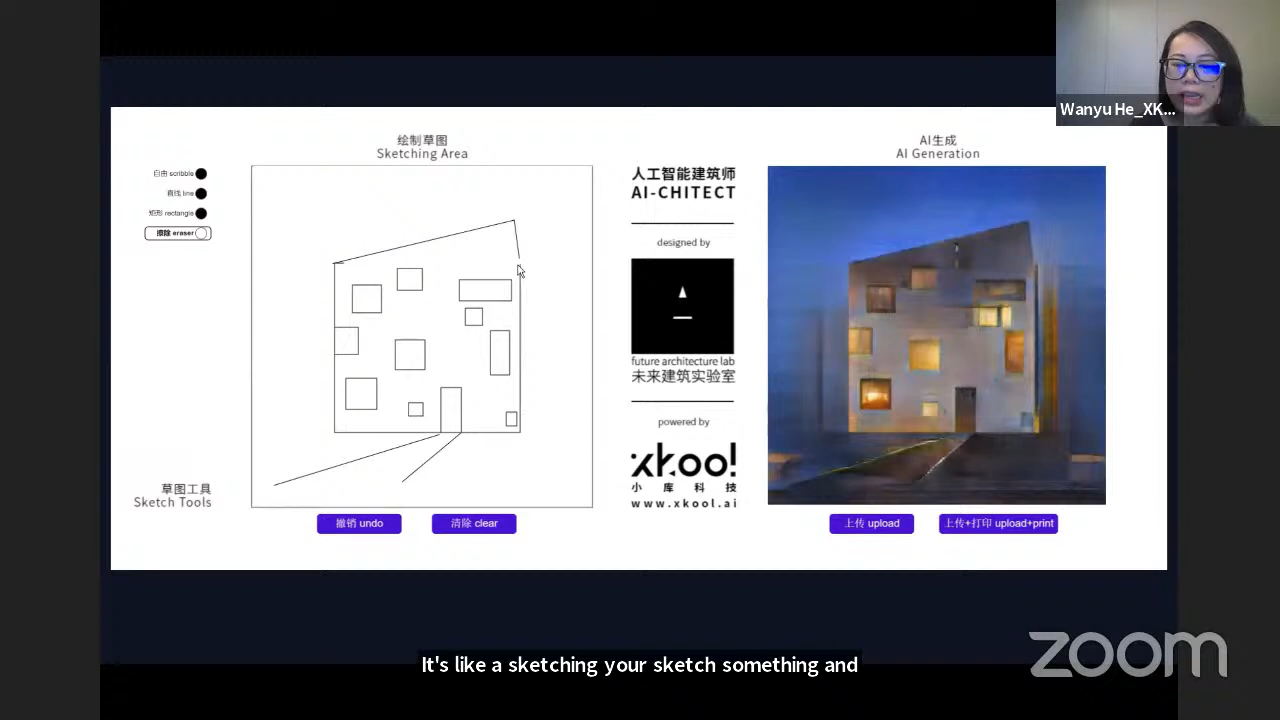 Wanyu He_XK...
绘制草图
Sketching Area
AI生成
AI Generation
自由 scribble
直线 line
矩形 rectangle
擦除 eraser
人工智能建筑师
AI-CHITECT
designed by
future architecture lab
未来建筑实验室
powered by
xkool
小库科技
www.xkool.ai
草图工具
Sketch Tools
撤销 undo
清除 clear
上传 upload
上传+打印 upload+print
It's like a sketching your sketch something and
zoom